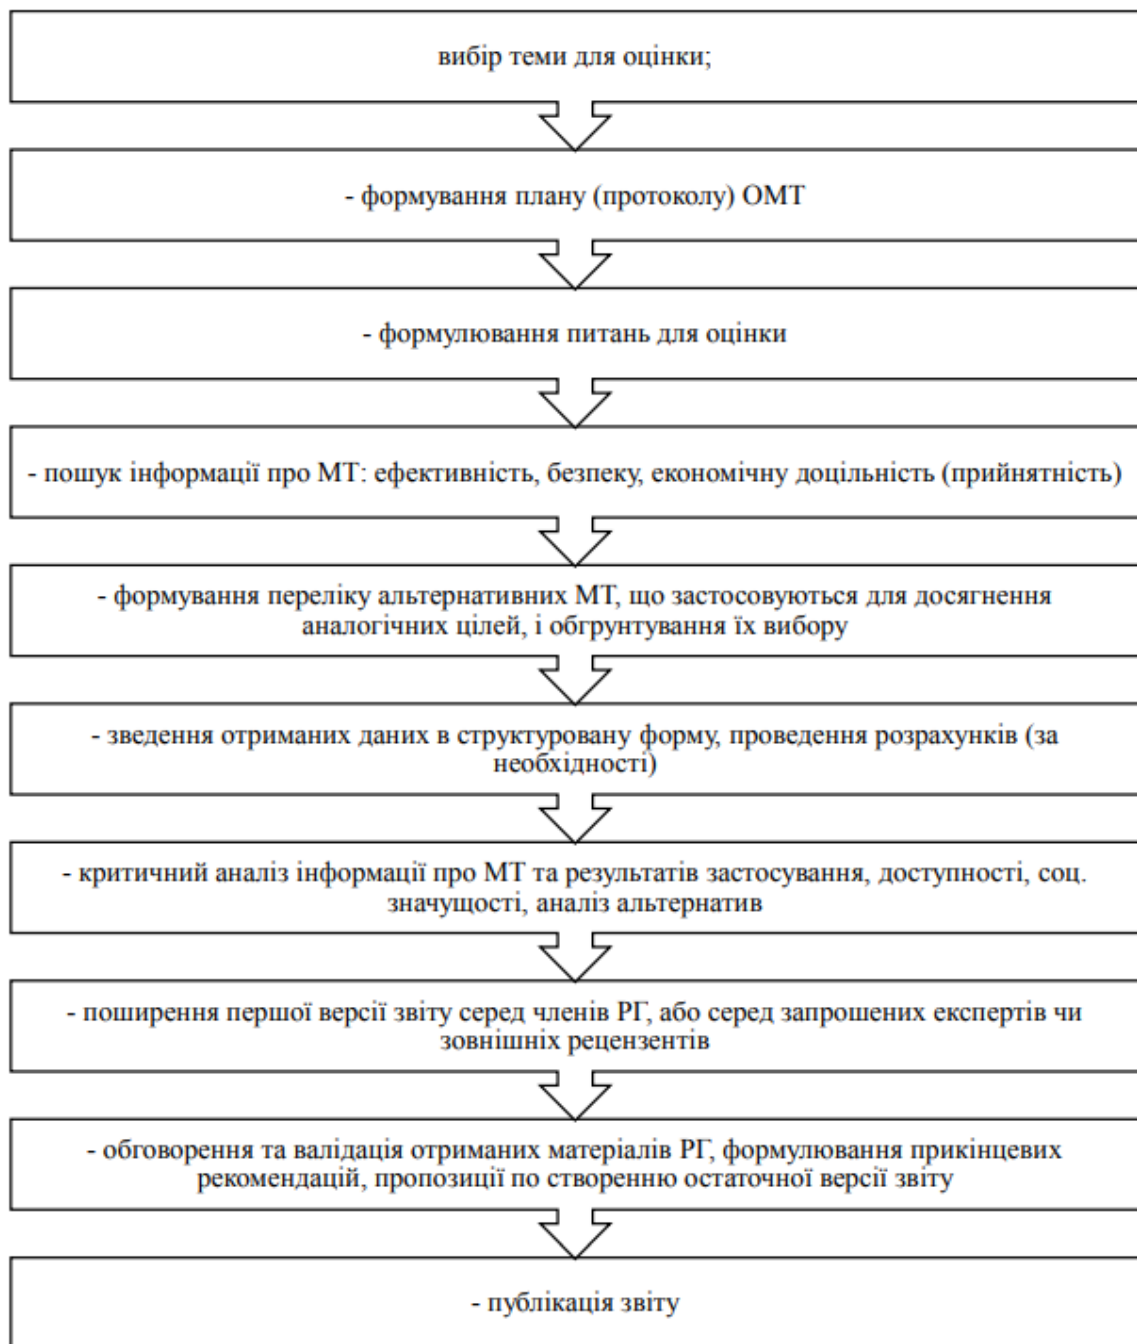 вибір теми для оцінки;
- формування плану (протоколу) ОМТ
- формулювання питань для оцінки
- пошук інформації про МТ: ефективність, безпеку, економічну доцільність (прийнятність)
- формування переліку альтернативних МТ, що застосовуються для досягнення
аналогічних цілей, і обгрунтування їх вибору
- зведення отриманих даних в структуровану форму, проведення розрахунків (за
необхідності)
- критичний аналіз інформації про МТ та результатів застосування, доступності, соц.
значущості, аналіз альтернатив
- поширення першої версії звіту серед членів РГ, або серед запрошених експертів чи
зовнішніх рецензентів
- обговорення та валідація отриманих матеріалів РГ, формулювання прикінцевих
рекомендацій, пропозиції по створенню остаточної версії звіту
- публікація звіту